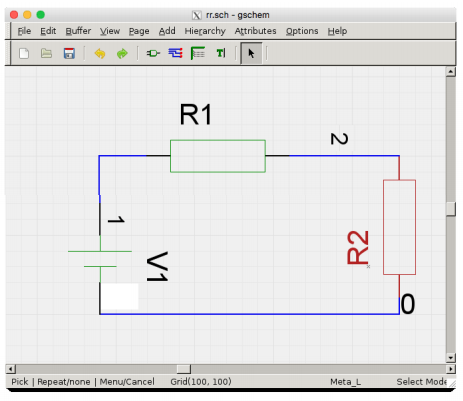 rr.sch - gschem
File Edit Buffer View Page Add Hierarchy Attributes Options Help
R1
2
1
R2
V1
0
Pick | Repeat/none | Menu/Cancel Grid(100, 100) Meta_L Select Mode